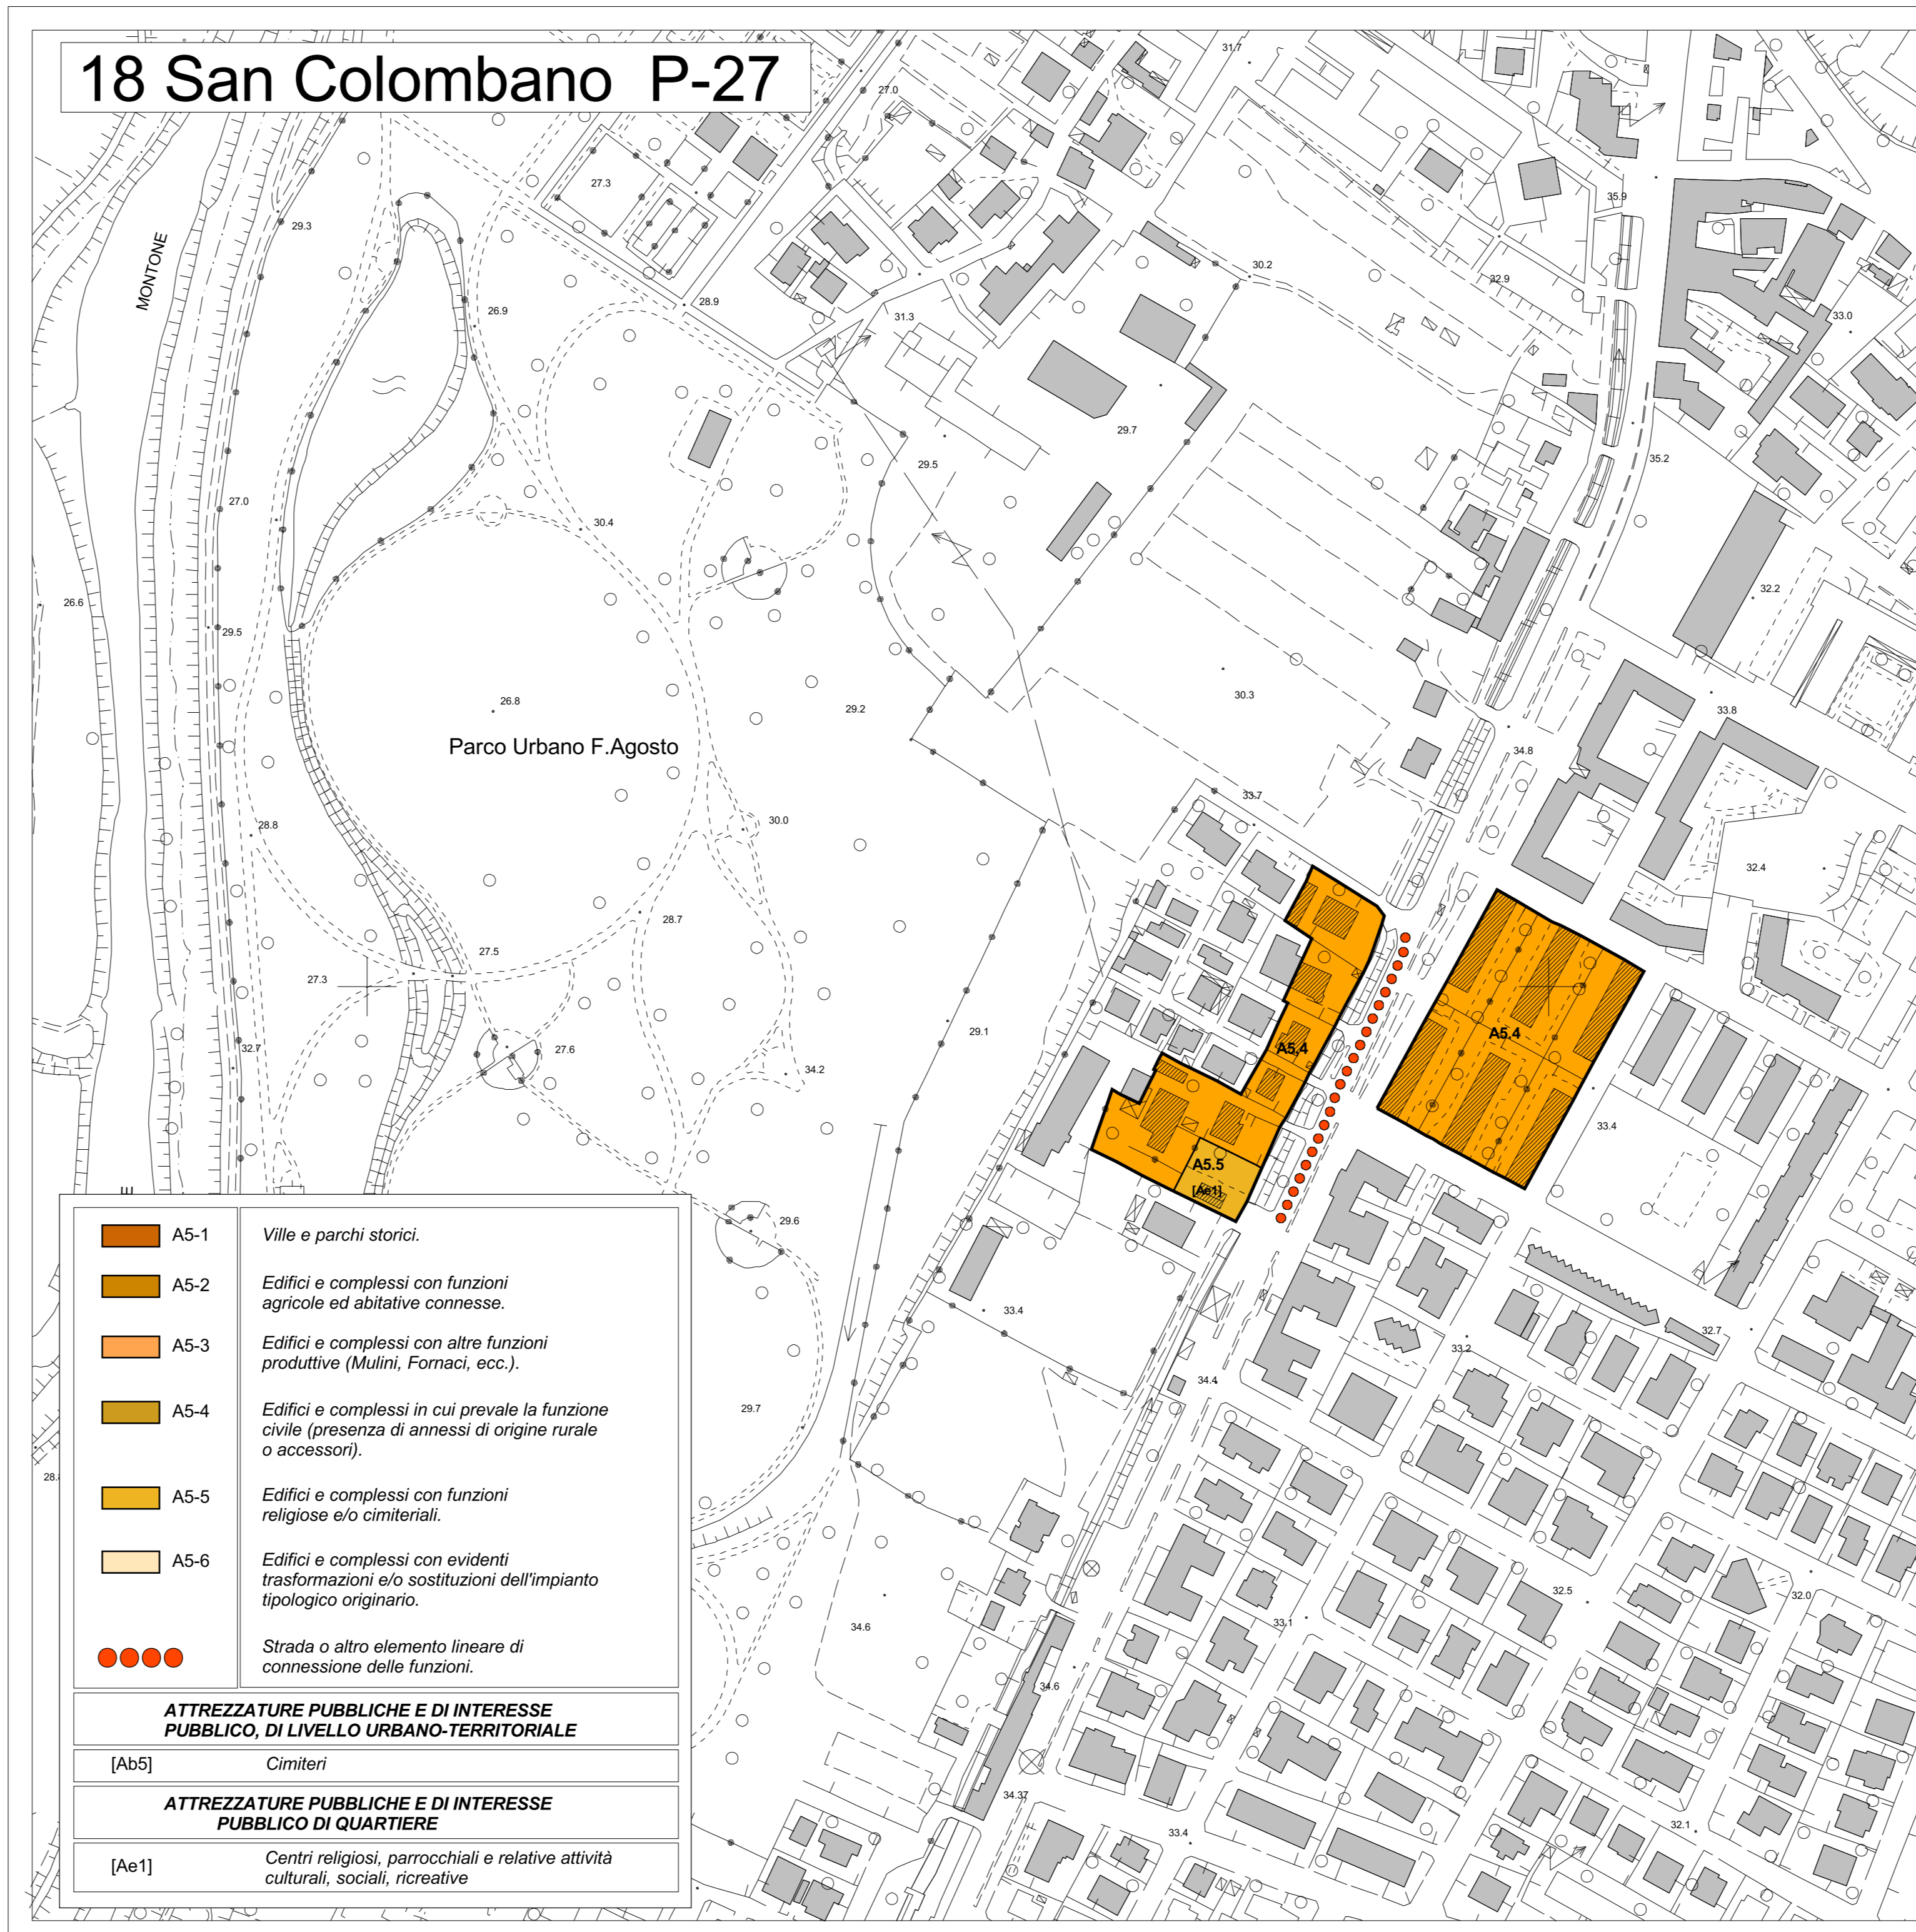 18 San Colombano P-27
31.7
27.0
27.3
35.9
29.3
MONTONE
30.2
32.9
28.9
26.9
31.3
33.0
29.7
35.2
29.5
27.0
30.4
32.2
26.6
29.5
30.3
26.8
29.2
33.8
Parco Urbano F.Agosto
34.8
33.7
30.0
28.8
32.4
28.7
27.5
27.3
29.1
A5.4
A5.4
32.7
27.6
34.2
33.4
A5.5
[Ae1]
29.6
33.4
32.7
33.2
34.4
29.7
28.8
32.5
32.0
33.1
34.6
34.6
34.37
33.4
32.1
A5-1 Ville e parchi storici.
A5-2 Edifici e complessi con funzioni
agricole ed abitative connesse.
A5-3 Edifici e complessi con altre funzioni
produttive (Mulini, Fornaci, ecc.).
A5-4 Edifici e complessi in cui prevale la funzione
civile (presenza di annessi di origine rurale
o accessori).
A5-5 Edifici e complessi con funzioni
religiose e/o cimiteriali.
A5-6 Edifici e complessi con evidenti
trasformazioni e/o sostituzioni dell'impianto
tipologico originario.
Strada o altro elemento lineare di
connessione delle funzioni.
ATTREZZATURE PUBBLICHE E DI INTERESSE
PUBBLICO, DI LIVELLO URBANO-TERRITORIALE
[Ab5] Cimiteri
ATTREZZATURE PUBBLICHE E DI INTERESSE
PUBBLICO DI QUARTIERE
[Ae1] Centri religiosi, parrocchiali e relative attività
culturali, sociali, ricreative